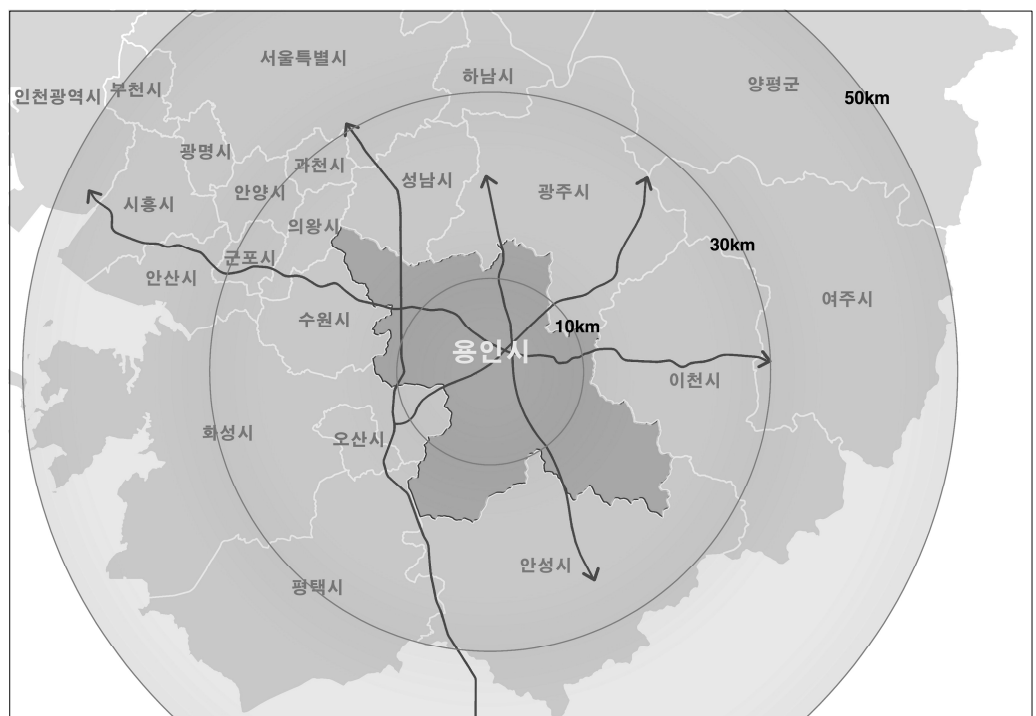 서울특별시
하남시
양평군
인천광역시
부천시
50km
광명시
과천시
안양시
성남시
광주시
시흥시
의왕시
30km
군포시
안산시
여주시
수원시
10km
용인시
이천시
화성시
오산시
안성시
평택시